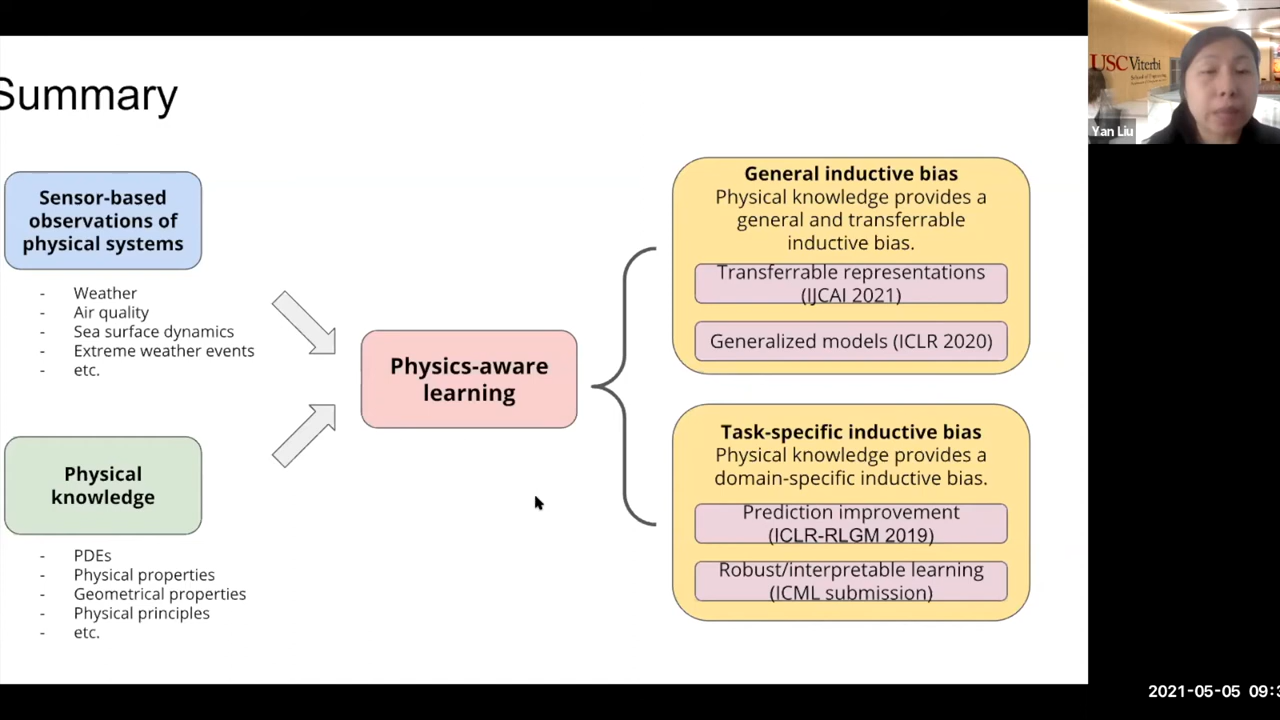 Summary
Sensor-based
observations of
physical systems
- Weather
- Air quality
- Sea surface dynamics
- Extreme weather events
- etc.
Physical
knowledge
- PDEs
- Physical properties
- Geometrical properties
- Physical principles
- etc.
Physics-aware
learning
General inductive bias
Physical knowledge provides a
general and transferrable
inductive bias.
Transferrable representations
(IJCAI 2021)
Generalized models (ICLR 2020)
Task-specific inductive bias
Physical knowledge provides a
domain-specific inductive bias.
Prediction improvement
(ICLR-RLGM 2019)
Robust/interpretable learning
(ICML submission)
USC Viterbi
School of Engineering
Yan Liu
2021-05-05 09:3